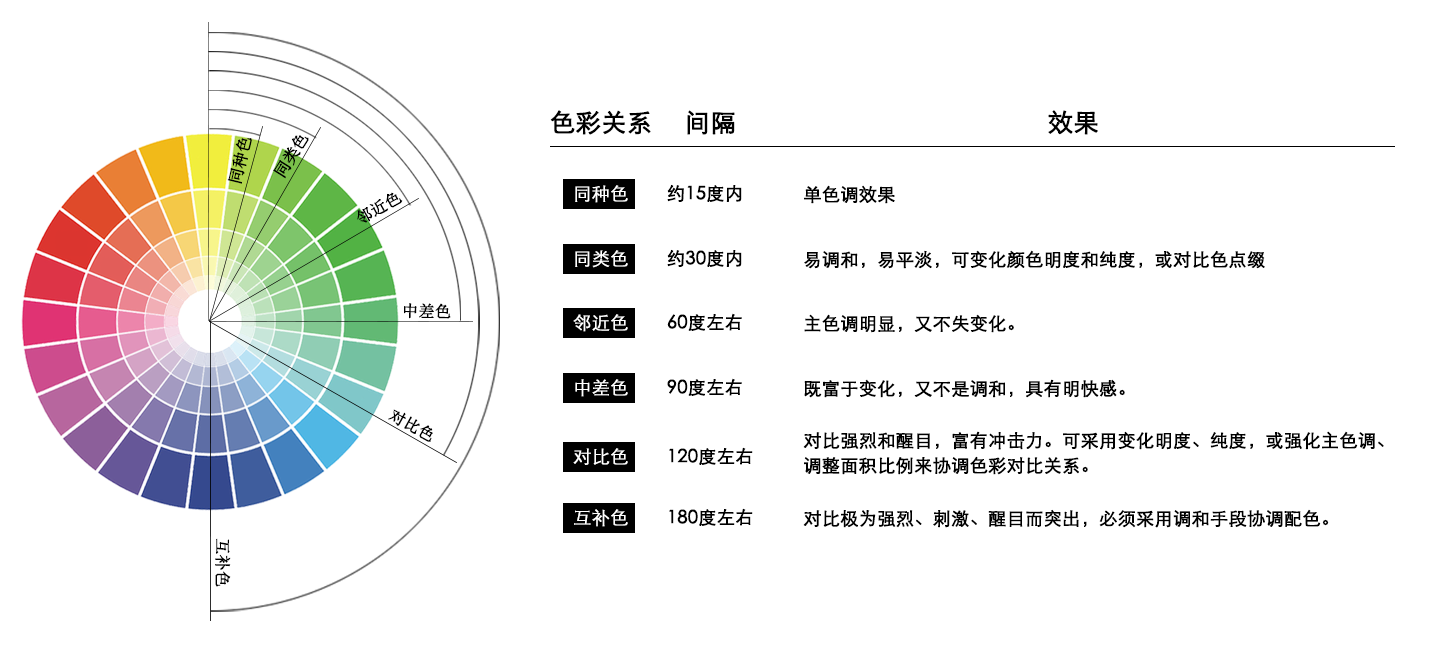 同种色
同类色
邻近色
中差色
对比色
互补色
色彩关系 间隔 效果
同种色 约15度内 单色调效果
同类色 约30度内 易调和，易平淡，可变化颜色明度和纯度，或对比色点缀
邻近色 60度左右 主色调明显，又不失变化。
中差色 90度左右 既富于变化，又不是调和，具有明快感。
对比色 120度左右 对比强烈和醒目，富有冲击力。可采用变化明度、纯度，或强化主色调、
调整面积比例来协调色彩对比关系。
互补色 180度左右 对比极为强烈、刺激、醒目而突出，必须采用调和手段协调配色。